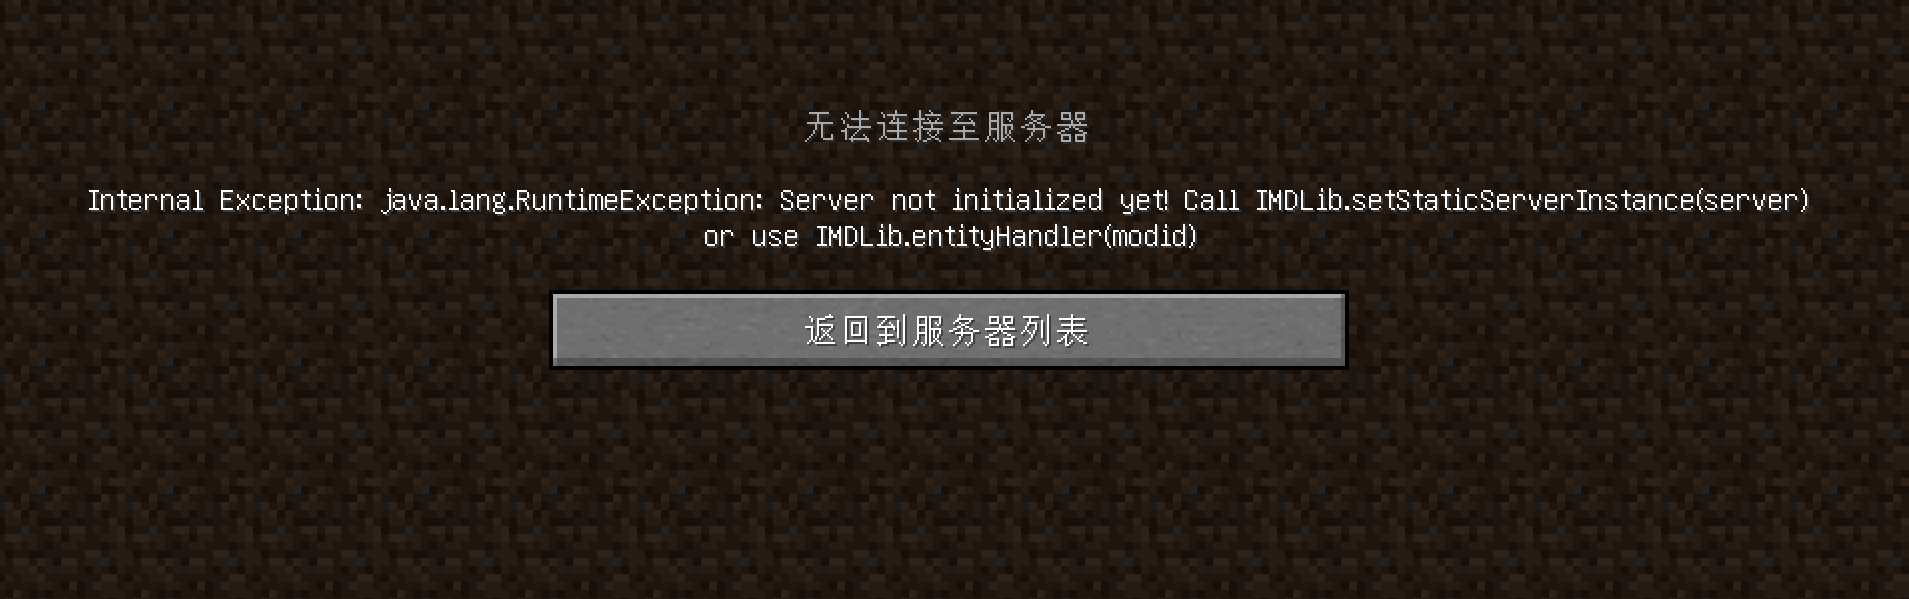 无法连接至服务器
Internal Exception: java.lang.RuntimeException: Server not initialized yet! Call IMDLib.setStaticServerInstance(server)
or use IMDLib.entityHandler(modid)
返回到服务器列表